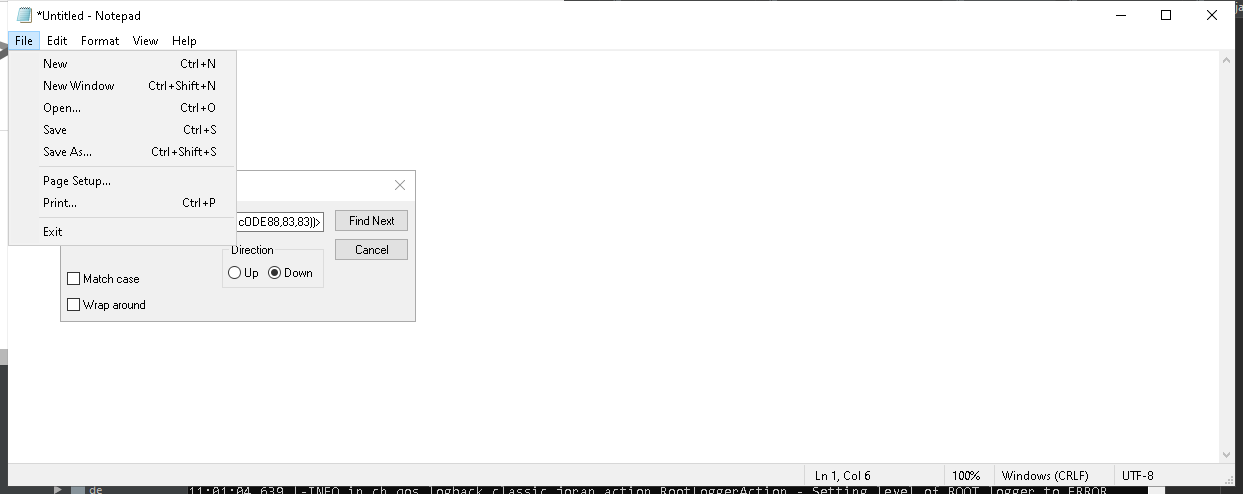 *Untitled - Notepad
File Edit Format View Help
New Ctrl+N
New Window Ctrl+Shift+N
Open... Ctrl+O
Save Ctrl+S
Save As... Ctrl+Shift+S
Page Setup...
Print... Ctrl+P
Exit
cODE88,83,83))>
Find Next
Cancel
Direction
Up Down
Match case
Wrap around
Ln 1, Col 6 100% Windows (CRLF) UTF-8
de 11:01:04,639 |-INFO in ch.qos.logback.classic.joran.action.RootLoggerAction - Setting level of ROOT logger to ERROR